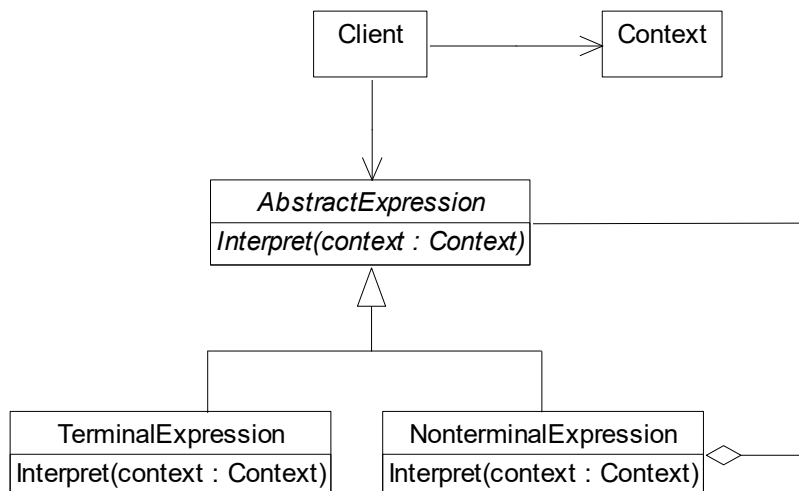 Client
Context
AbstractExpression
Interpret(context : Context)
TerminalExpression
Interpret(context : Context)
NonterminalExpression
Interpret(context : Context)